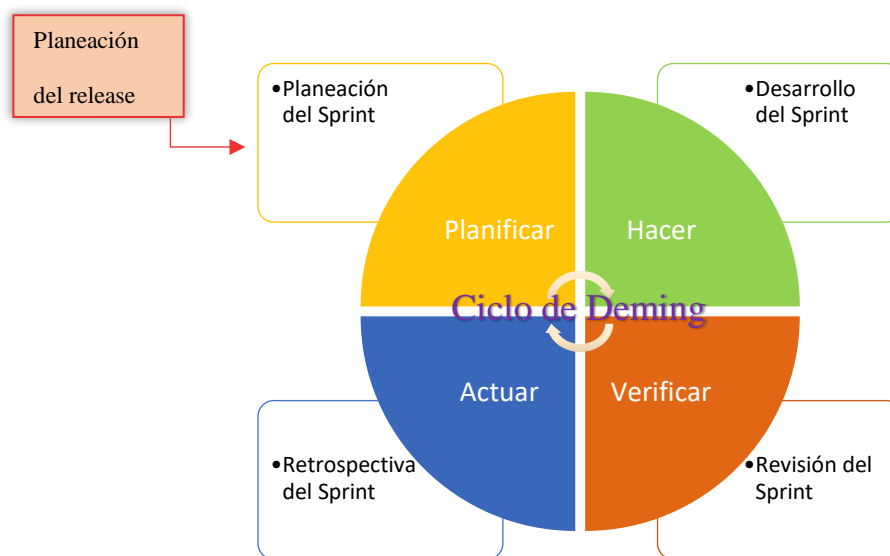 Planeación
del release
•Planeación
del Sprint
•Desarrollo
del Sprint
Planificar
Hacer
Ciclo de Deming
Actuar
Verificar
•Retrospectiva
del Sprint
•Revisión del
Sprint